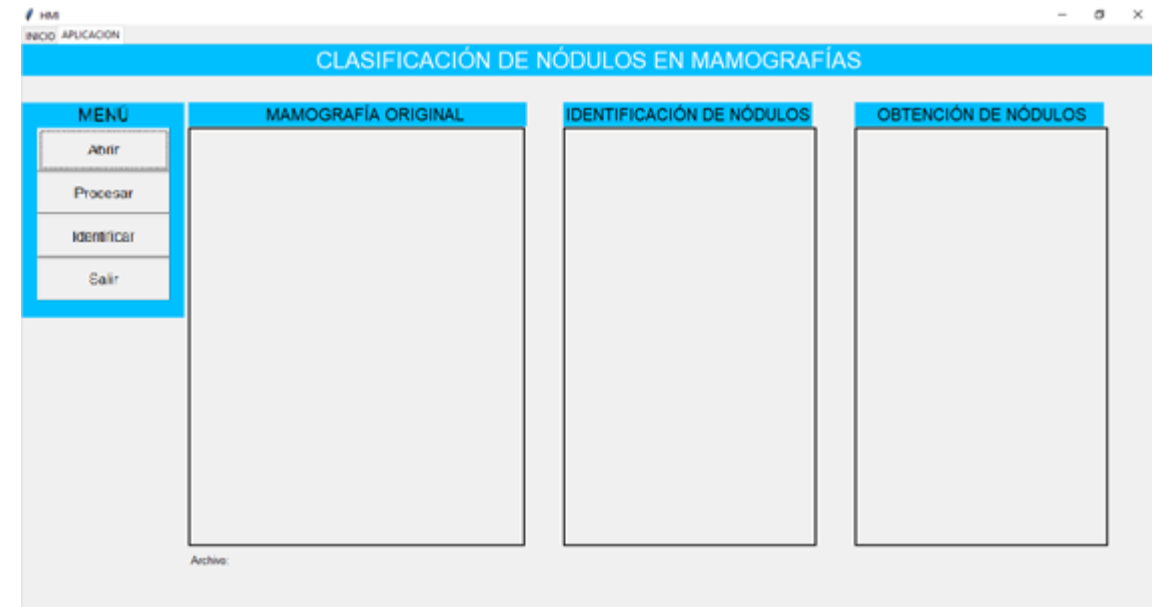 HMI
INICIO APLICACION
CLASIFICACIÓN DE NÓDULOS EN MAMOGRAFÍAS
MENÚ
Abrir
Procesar
Identificar
Salir
MAMOGRAFÍA ORIGINAL
Archivo:
IDENTIFICACIÓN DE NÓDULOS
OBTENCIÓN DE NÓDULOS